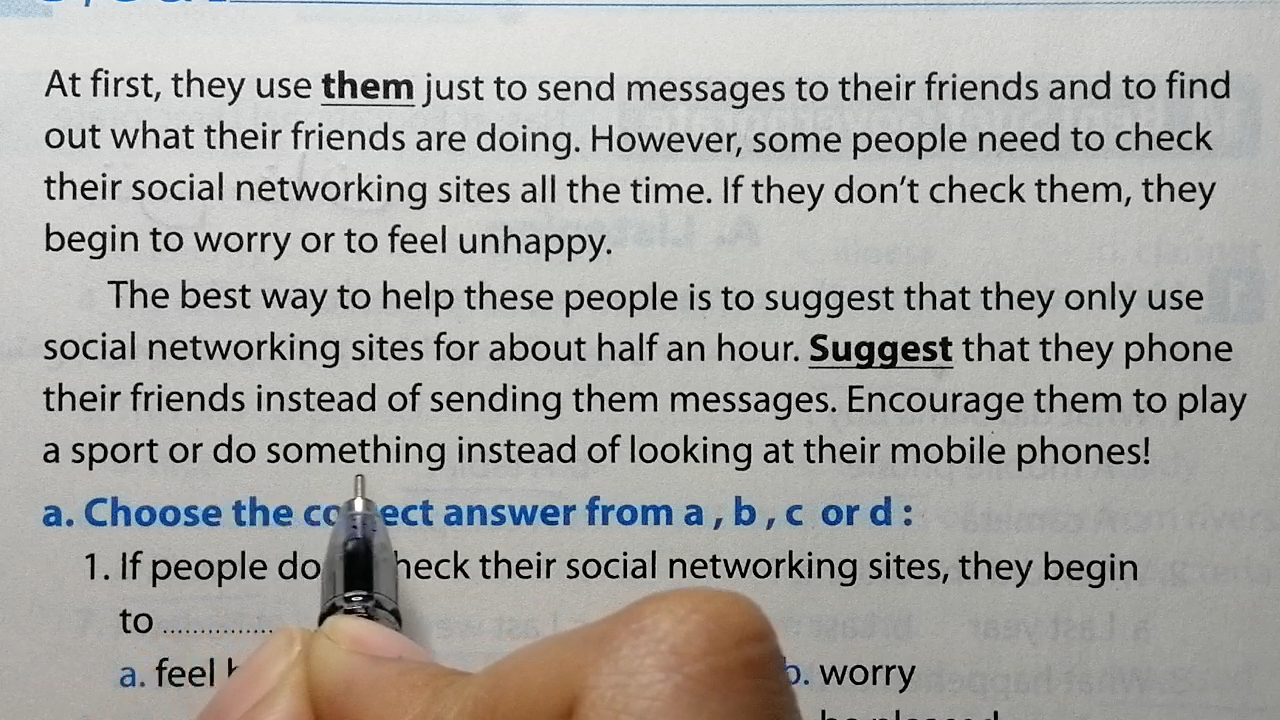 At first, they use them just to send messages to their friends and to find
out what their friends are doing. However, some people need to check
their social networking sites all the time. If they don't check them, they
begin to worry or to feel unhappy.
The best way to help these people is to suggest that they only use
social networking sites for about half an hour. Suggest that they phone
their friends instead of sending them messages. Encourage them to play
a sport or do something instead of looking at their mobile phones!
a. Choose the correct answer from a , b , c or d :
1. If people do their social networking sites, they begin
to ...............
a. feel b. worry
be pleased